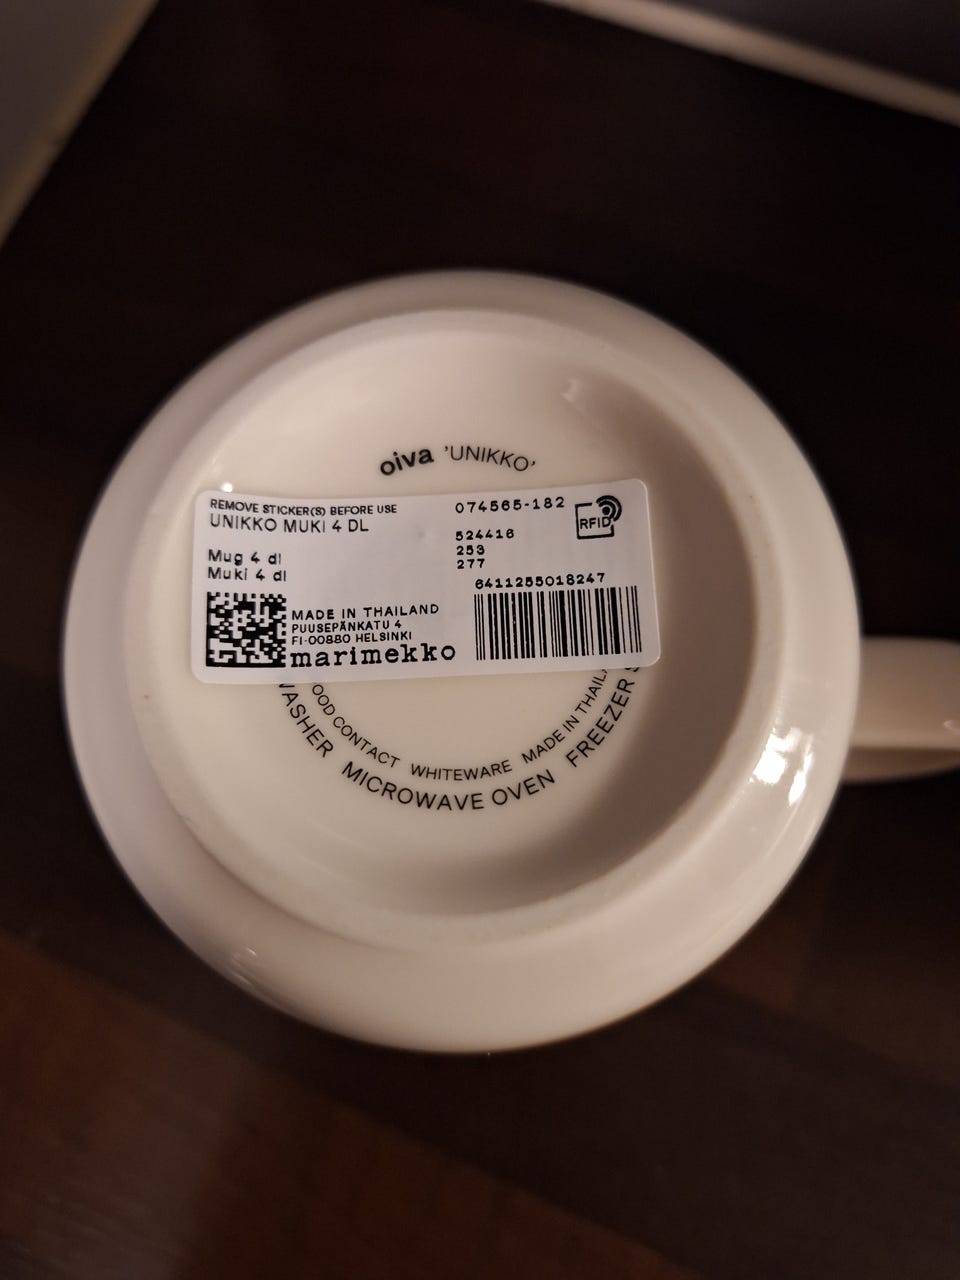 oiva 'UNIKKO'
REMOVE STICKER(S) BEFORE USE
UNIKKO MUKI 4 DL
074565-182
RFID
524416
253
277
Mug 4 dl
Muki 4 dl
6411255018247
MADE IN THAILAND
PUUSEPÄNKATU 4
FI-00880 HELSINKI
marimekko
OOD CONTACT WHITEWARE MADE IN THAIL
WASHER MICROWAVE OVEN FREEZER S